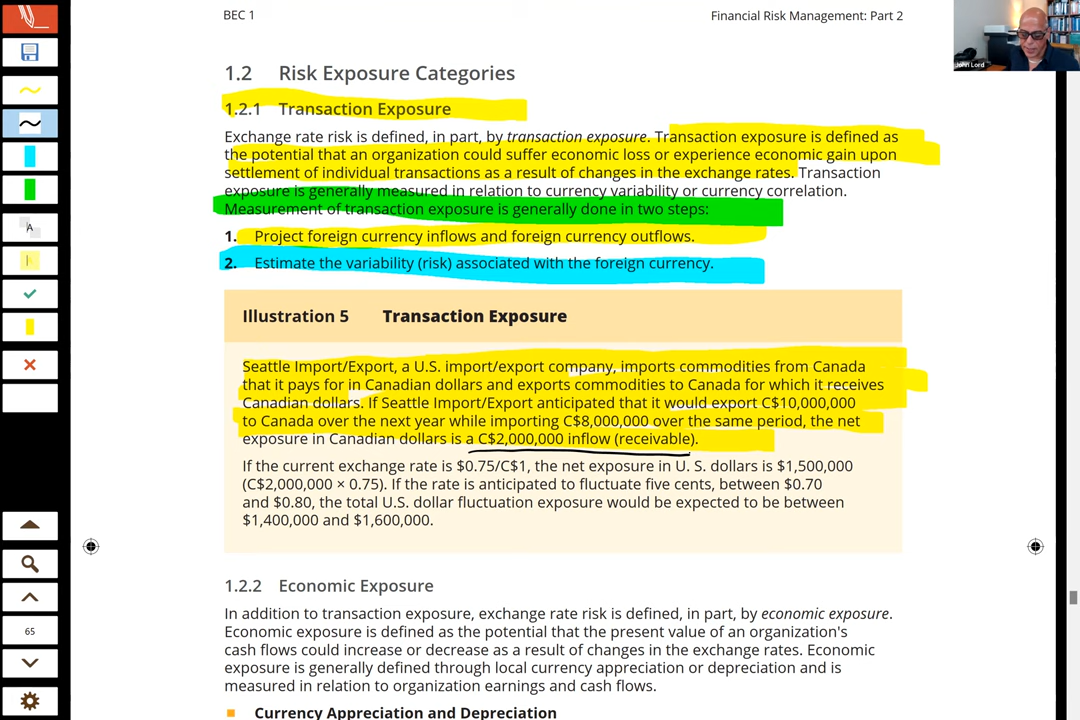 BEC 1
Financial Risk Management: Part 2
John Lord
1.2 Risk Exposure Categories
1.2.1 Transaction Exposure
Exchange rate risk is defined, in part, by transaction exposure. Transaction exposure is defined as
the potential that an organization could suffer economic loss or experience economic gain upon
settlement of individual transactions as a result of changes in the exchange rates. Transaction
exposure is generally measured in relation to currency variability or currency correlation.
Measurement of transaction exposure is generally done in two steps:
1. Project foreign currency inflows and foreign currency outflows.
2. Estimate the variability (risk) associated with the foreign currency.
Illustration 5 Transaction Exposure
Seattle Import/Export, a U.S. import/export company, imports commodities from Canada
that it pays for in Canadian dollars and exports commodities to Canada for which it receives
Canadian dollars. If Seattle Import/Export anticipated that it would export C$10,000,000
to Canada over the next year while importing C$8,000,000 over the same period, the net
exposure in Canadian dollars is a C$2,000,000 inflow (receivable).
If the current exchange rate is $0.75/C$1, the net exposure in U. S. dollars is $1,500,000
(C$2,000,000 × 0.75). If the rate is anticipated to fluctuate five cents, between $0.70
and $0.80, the total U.S. dollar fluctuation exposure would be expected to be between
$1,400,000 and $1,600,000.
1.2.2 Economic Exposure
In addition to transaction exposure, exchange rate risk is defined, in part, by economic exposure.
Economic exposure is defined as the potential that the present value of an organization's
cash flows could increase or decrease as a result of changes in the exchange rates. Economic
exposure is generally defined through local currency appreciation or depreciation and is
measured in relation to organization earnings and cash flows.
Currency Appreciation and Depreciation
A
65